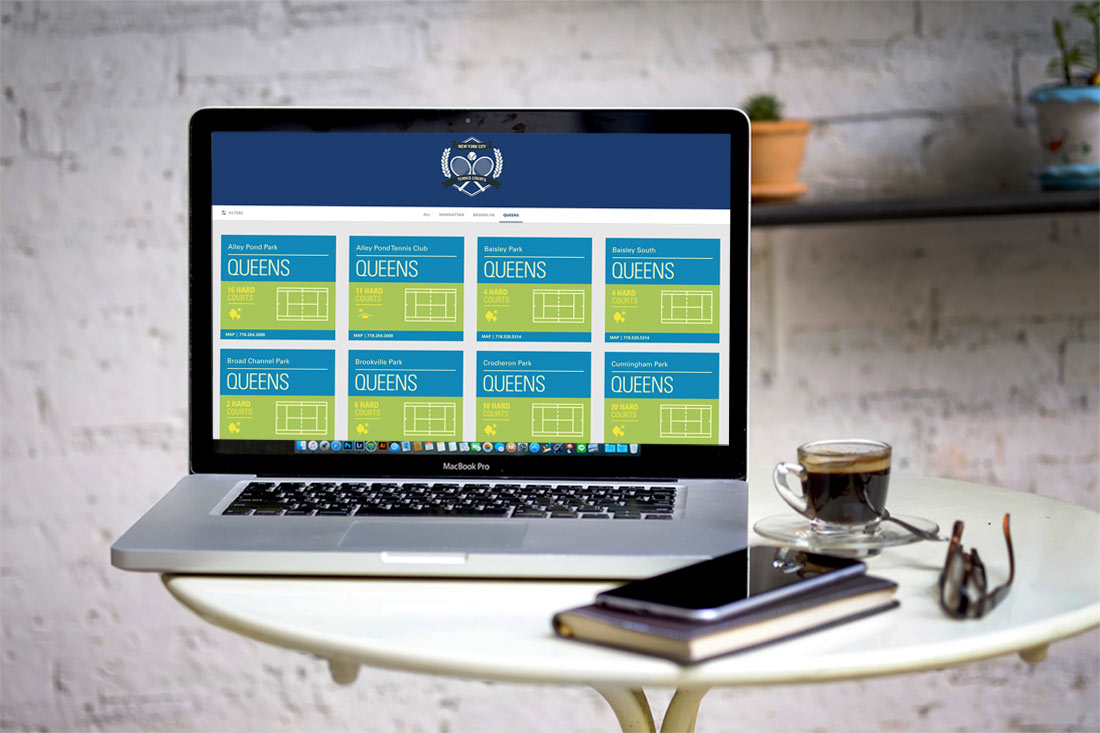 NEW YORK CITY
TENNIS COURTS
FILTERS
ALL MANHATTAN BROOKLYN QUEENS
Alley Pond Park
QUEENS
16 HARD
COURTS
MAP | 718.264.2600
Alley Pond Tennis Club
QUEENS
11 HARD
COURTS
MAP | 718.264.2600
Baisley Park
QUEENS
4 HARD
COURTS
MAP | 718.520.5314
Baisley South
QUEENS
4 HARD
COURTS
MAP | 718.520.5314
Broad Channel Park
QUEENS
2 HARD
COURTS
Brookville Park
QUEENS
6 HARD
COURTS
Crocheron Park
QUEENS
10 HARD
COURTS
Cunningham Park
QUEENS
20 HARD
COURTS
MacBook Pro